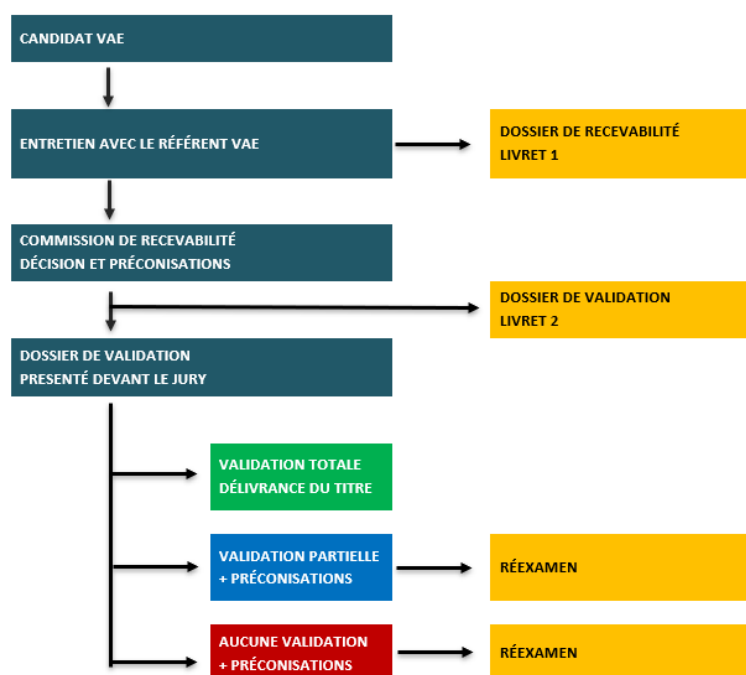 CANDIDAT VAE
ENTRETIEN AVEC LE RÉFÉRENT VAE
DOSSIER DE RECEVABILITÉ
LIVRET 1
COMMISSION DE RECEVABILITÉ
DÉCISION ET PRÉCONISATIONS
DOSSIER DE VALIDATION
LIVRET 2
DOSSIER DE VALIDATION
PRESENTÉ DEVANT LE JURY
VALIDATION TOTALE
DÉLIVRANCE DU TITRE
VALIDATION PARTIELLE
+ PRÉCONISATIONS
RÉEXAMEN
AUCUNE VALIDATION
+ PRÉCONISATIONS
RÉEXAMEN